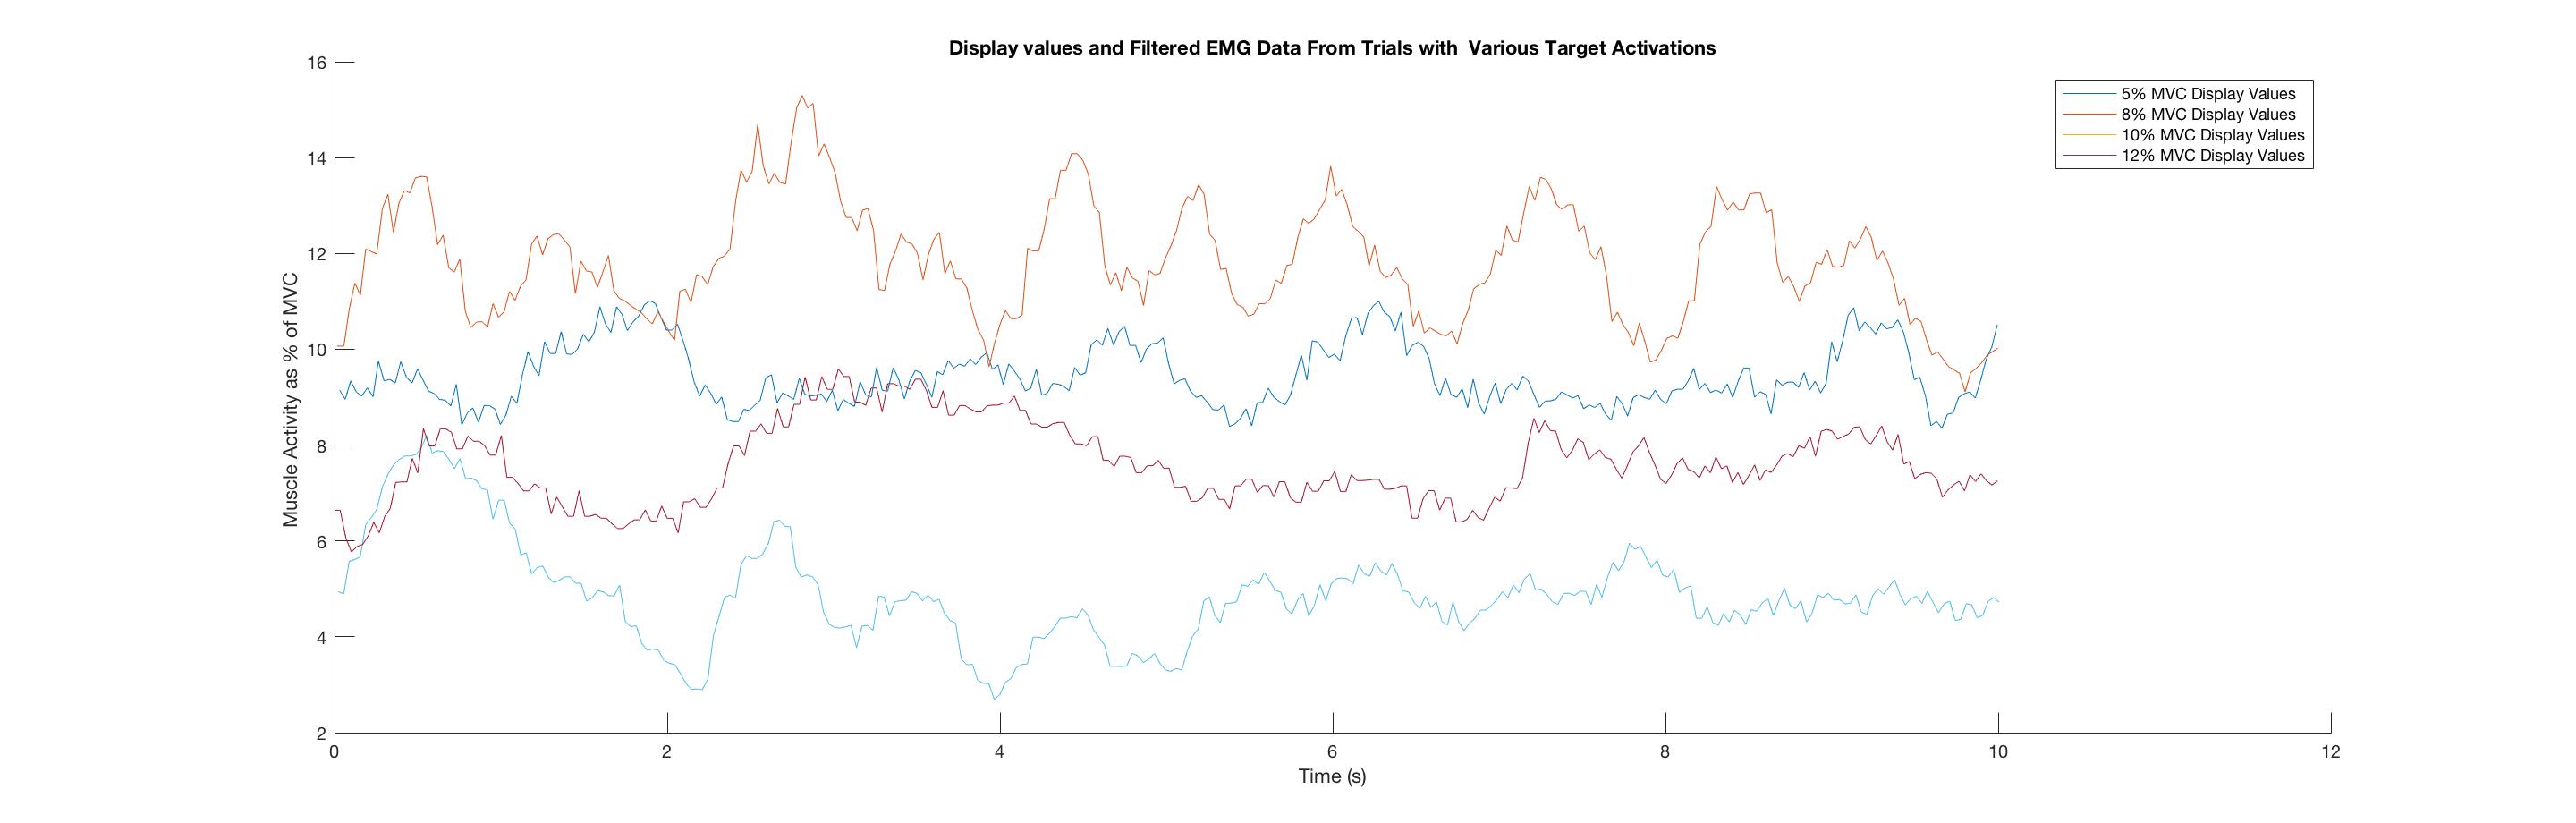 Display values and Filtered EMG Data From Trials with  Various Target Activations
16
14
12
10
8
6
4
2
Muscle Activity as % of MVC
5% MVC Display Values
8% MVC Display Values
10% MVC Display Values
12% MVC Display Values
0
2
4
6
8
10
12
Time (s)